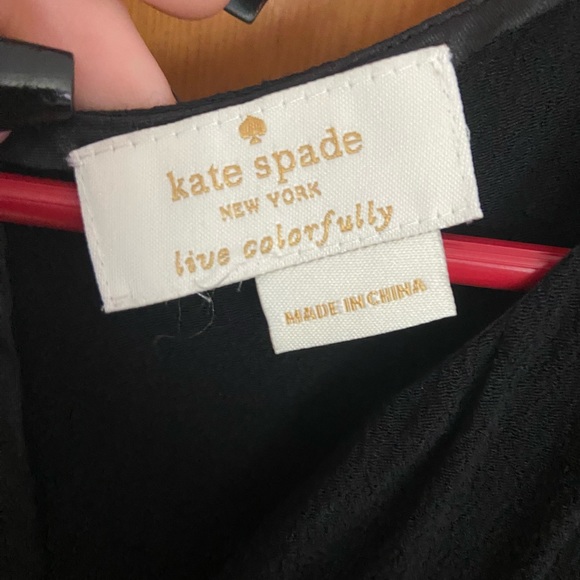 kate spade
NEW YORK
live colorfully
MADE IN CHINA